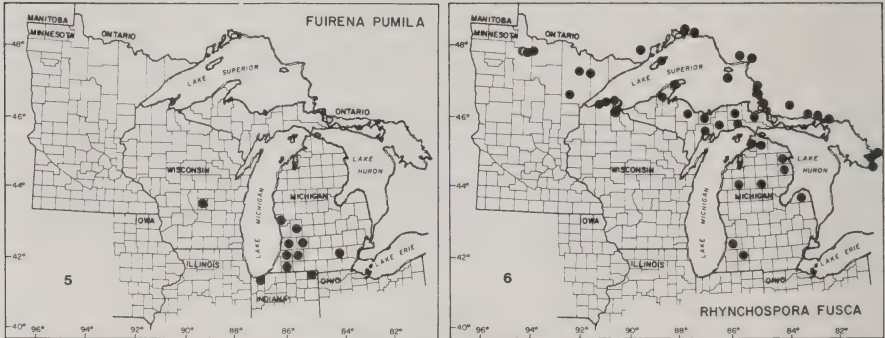 FUIRENA PUMILA
MANITOBA
MINNESOTA
ONTARIO
48°
LAKE SUPERIOR
46°
ONTARIO
WISCONSIN
LAKE MICHIGAN
LAKE HURON
44°
MICHIGAN
IOWA
42°
ILLINOIS
LAKE ERIE
OHIO
INDIANA
5
40°
96° 94° 92° 90° 88° 86° 84° 82°
MANITOBA
MINNESOTA
ONTARIO
48°
LAKE SUPERIOR
46°
WISCONSIN
LAKE MICHIGAN
LAKE HURON
44°
MICHIGAN
IOWA
42°
ILLINOIS
LAKE ERIE
OHIO
INDIANA
6
RHYNCHOSPORA FUSCA
40°
96° 94° 92° 90° 88° 86° 84° 82°